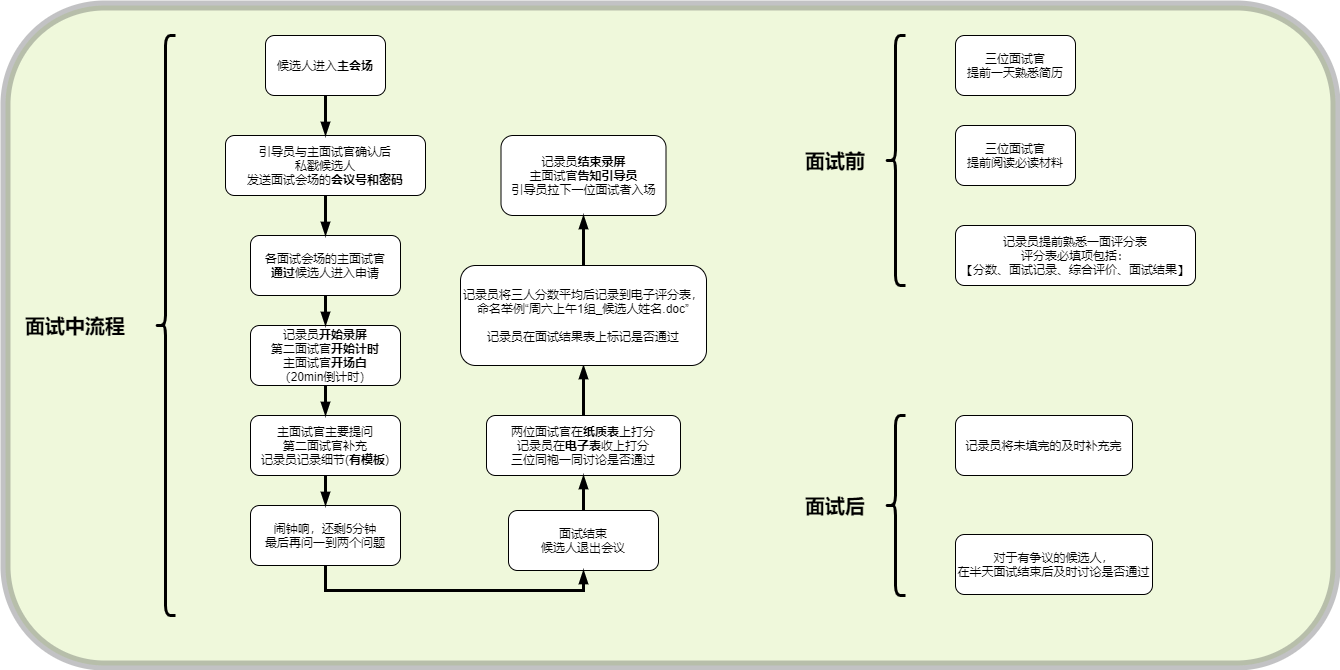 面试中流程
候选人进入主会场
引导员与主面试官确认后
私戳候选人
发送面试会场的会议号和密码
各面试会场的主面试官
通过候选人进入申请
记录员开始录屏
第二面试官开始计时
主面试官开场白
（20min倒计时）
主面试官主要提问
第二面试官补充
记录员记录细节(有模板)
闹钟响，还剩5分钟
最后再问一到两个问题
面试结束
候选人退出会议
两位面试官在纸质表上打分
记录员在电子表收上打分
三位同袍一同讨论是否通过
记录员将三人分数平均后记录到电子评分表，
命名举例“周六上午1组_候选人姓名.doc”
记录员在面试结果表上标记是否通过
记录员结束录屏
主面试官告知引导员
引导员拉下一位面试者入场
面试前
三位面试官
提前一天熟悉简历
三位面试官
提前阅读必读材料
记录员提前熟悉一面评分表
评分表必填项包括：
【分数、面试记录、综合评价、面试结果】
面试后
记录员将未填完的及时补充完
对于有争议的候选人，
在半天面试结束后及时讨论是否通过